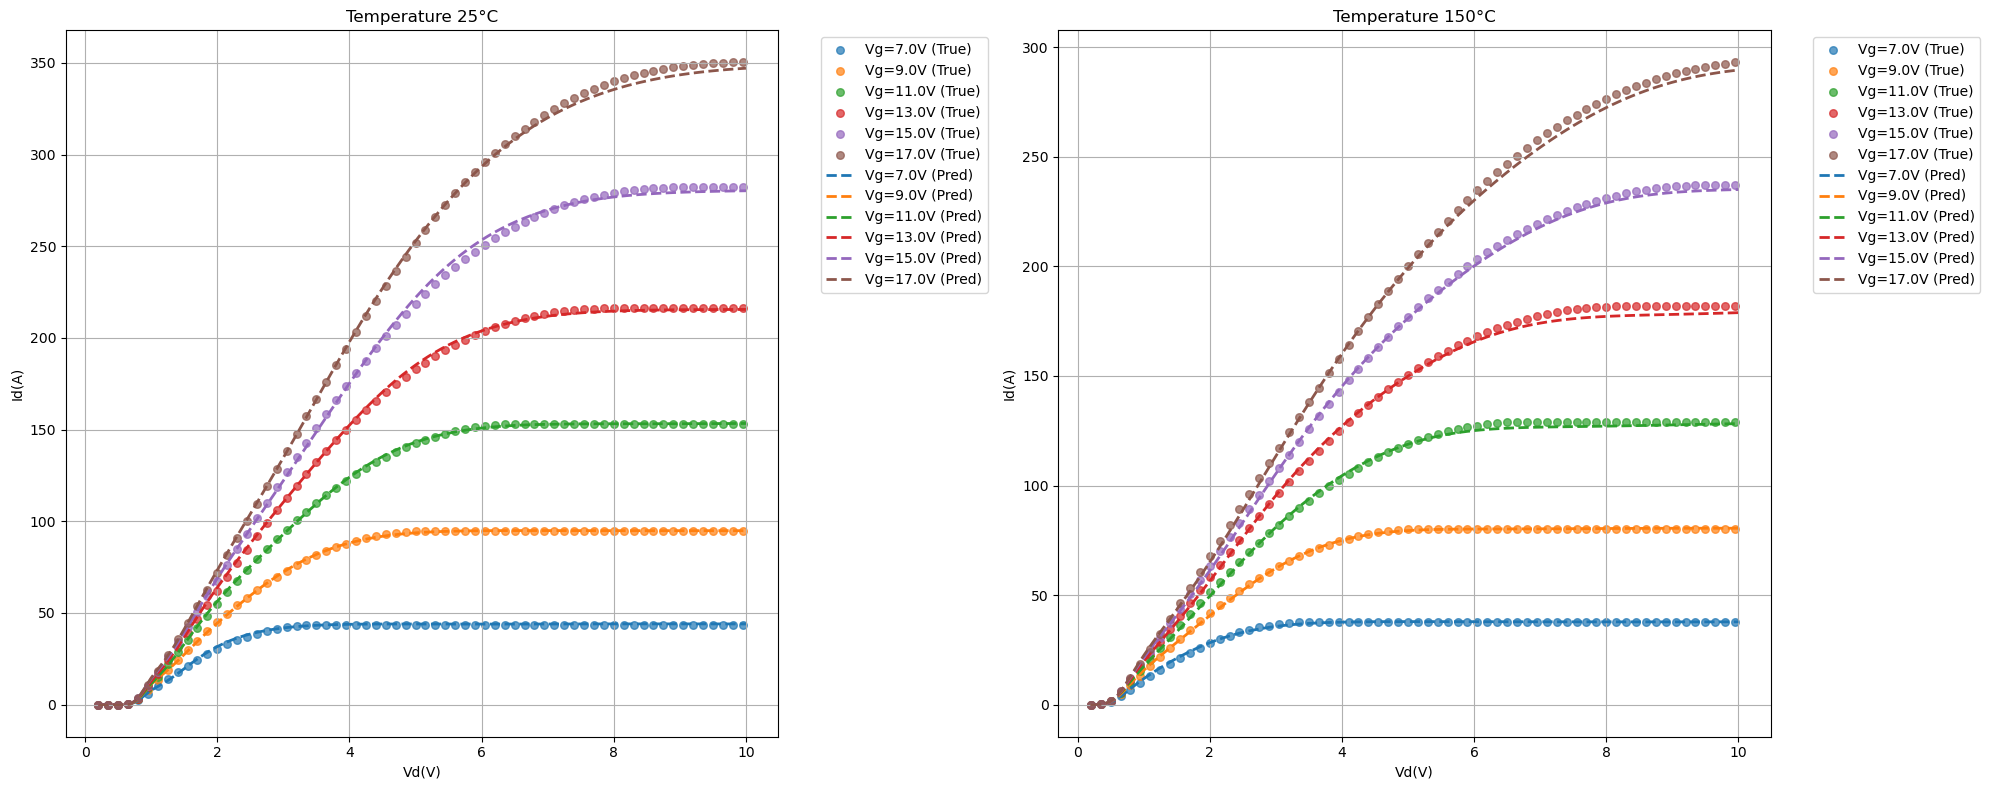 Temperature 25°C
Id(A)
350
300
250
200
150
100
50
0
0 2 4 6 8 10
Vd(V)
Vg=7.0V (True)
Vg=9.0V (True)
Vg=11.0V (True)
Vg=13.0V (True)
Vg=15.0V (True)
Vg=17.0V (True)
Vg=7.0V (Pred)
Vg=9.0V (Pred)
Vg=11.0V (Pred)
Vg=13.0V (Pred)
Vg=15.0V (Pred)
Vg=17.0V (Pred)
Temperature 150°C
Id(A)
300
250
200
150
100
50
0
0 2 4 6 8 10
Vd(V)
Vg=7.0V (True)
Vg=9.0V (True)
Vg=11.0V (True)
Vg=13.0V (True)
Vg=15.0V (True)
Vg=17.0V (True)
Vg=7.0V (Pred)
Vg=9.0V (Pred)
Vg=11.0V (Pred)
Vg=13.0V (Pred)
Vg=15.0V (Pred)
Vg=17.0V (Pred)